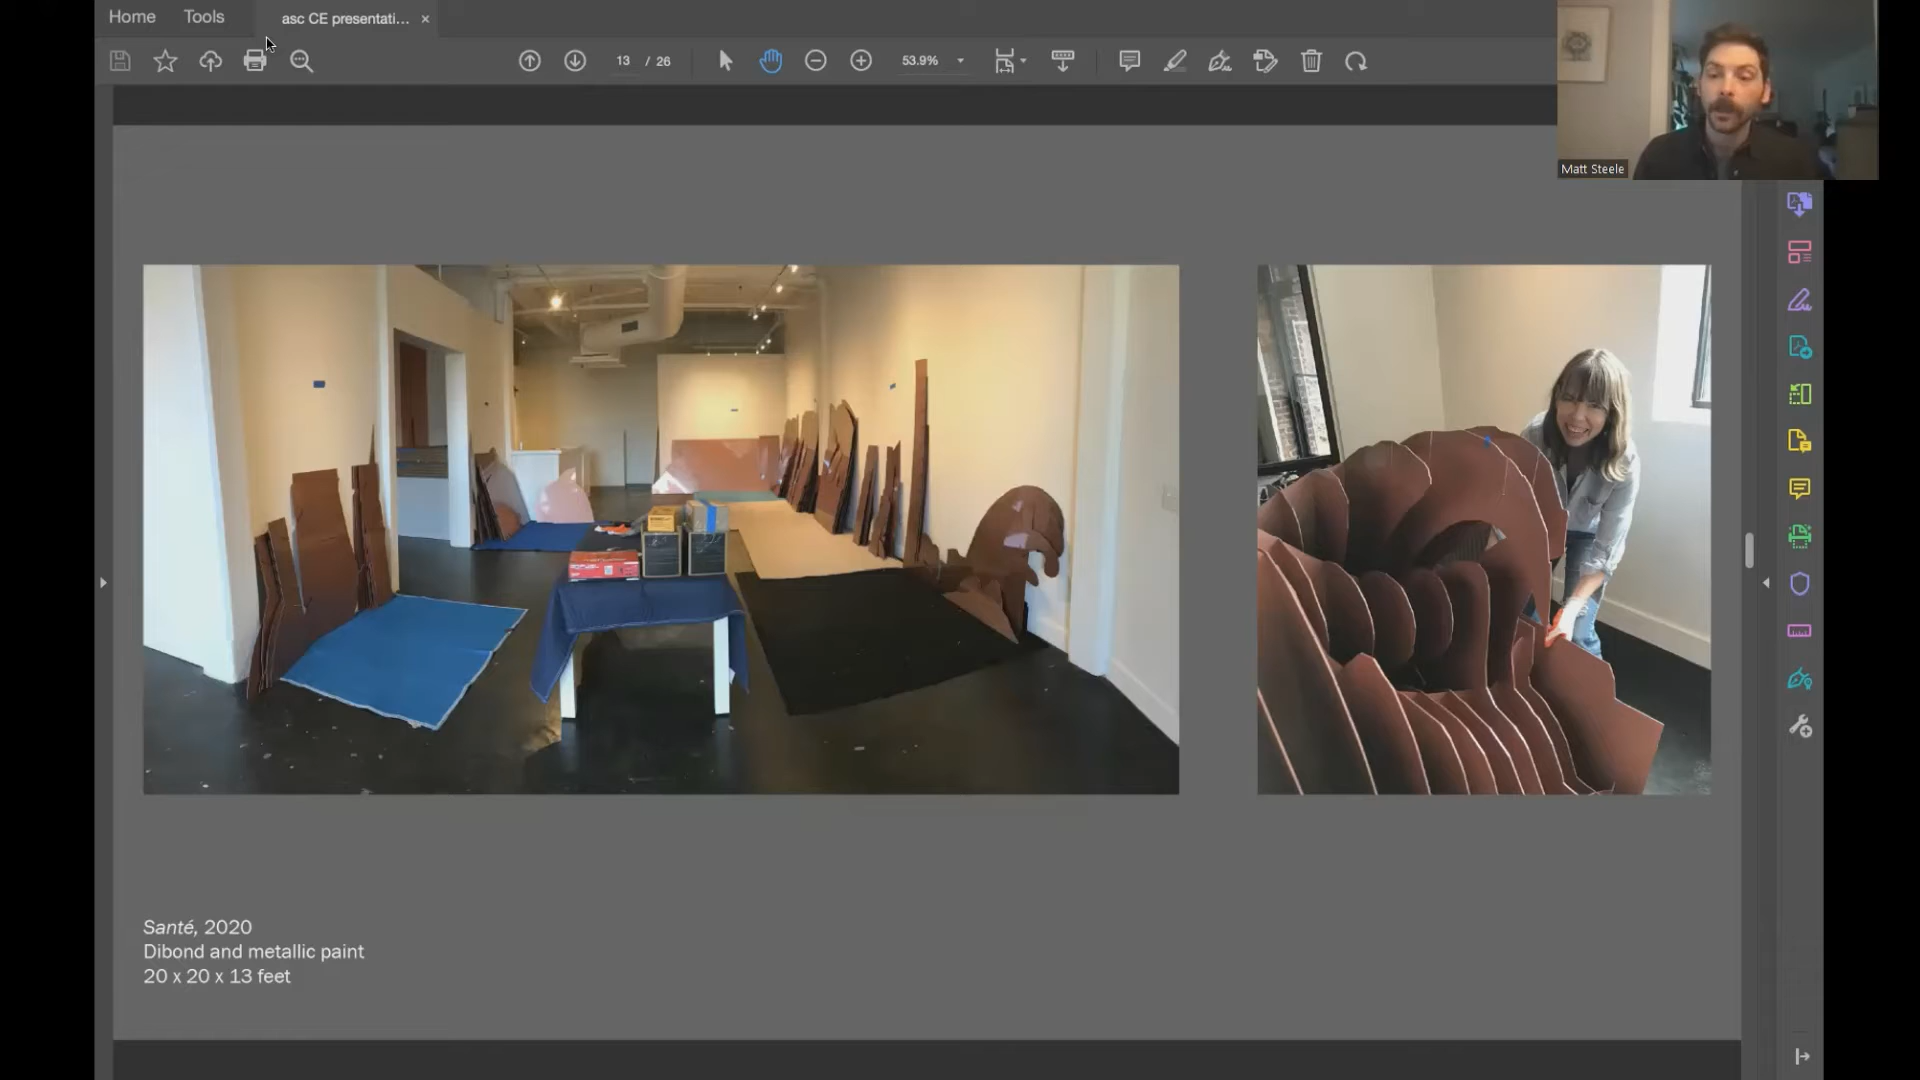 Home
Tools
asc CE presentati...
13 / 26
53.9%
Matt Steele
Santé, 2020
Dibond and metallic paint
20 x 20 x 13 feet